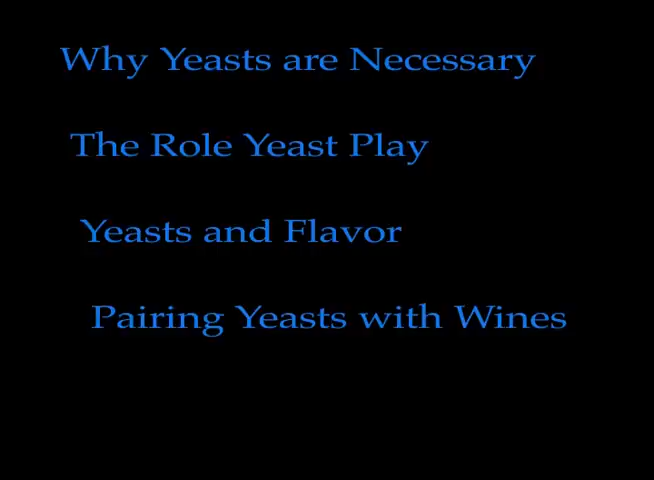 Why Yeasts are Necessary
The Role Yeast Play
Yeasts and Flavor
Pairing Yeasts with Wines